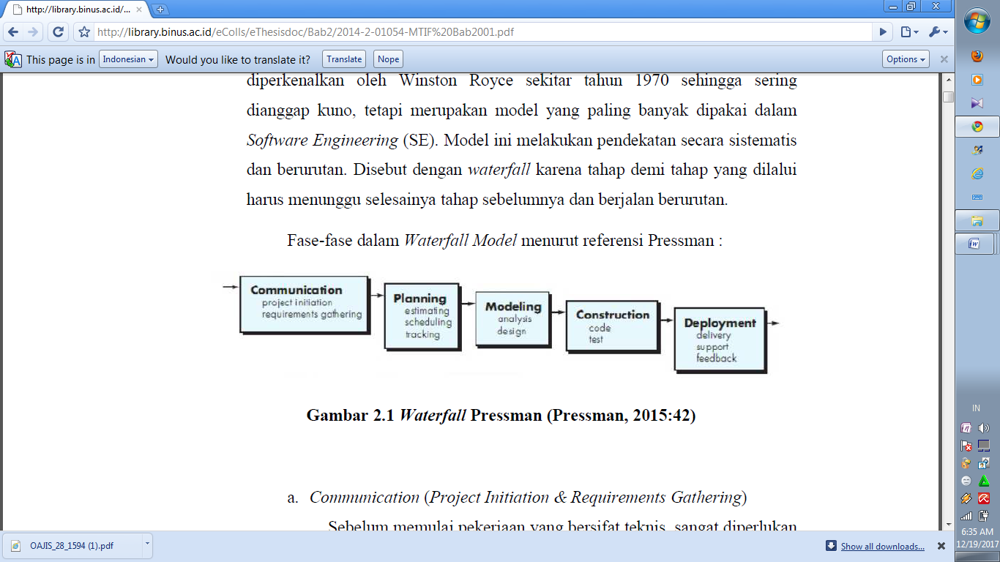 http://library.binus.ac.id/...
http://library.binus.ac.id/eColls/eThesisdoc/Bab2/2014-2-01054-MTIF%20Bab2001.pdf
This page is in Indonesian Would you like to translate it? Translate Nope Options
diperkenalkan oleh Winston Royce sekitar tahun 1970 sehingga sering
dianggap kuno, tetapi merupakan model yang paling banyak dipakai dalam
Software Engineering (SE). Model ini melakukan pendekatan secara sistematis
dan berurutan. Disebut dengan waterfall karena tahap demi tahap yang dilalui
harus menunggu selesainya tahap sebelumnya dan berjalan berurutan.
Fase-fase dalam Waterfall Model menurut referensi Pressman :
Communication
project initiation
requirements gathering
Planning
estimating
scheduling
tracking
Modeling
analysis
design
Construction
code
test
Deployment
delivery
support
feedback
Gambar 2.1 Waterfall Pressman (Pressman, 2015:42)
a. Communication (Project Initiation & Requirements Gathering)
Sebelum memulai pekerjaan yang bersifat teknis, sangat diperlukan
OAJIS_28_1594 (1).pdf
Show all downloads...
IN
6:35 AM
12/19/2017